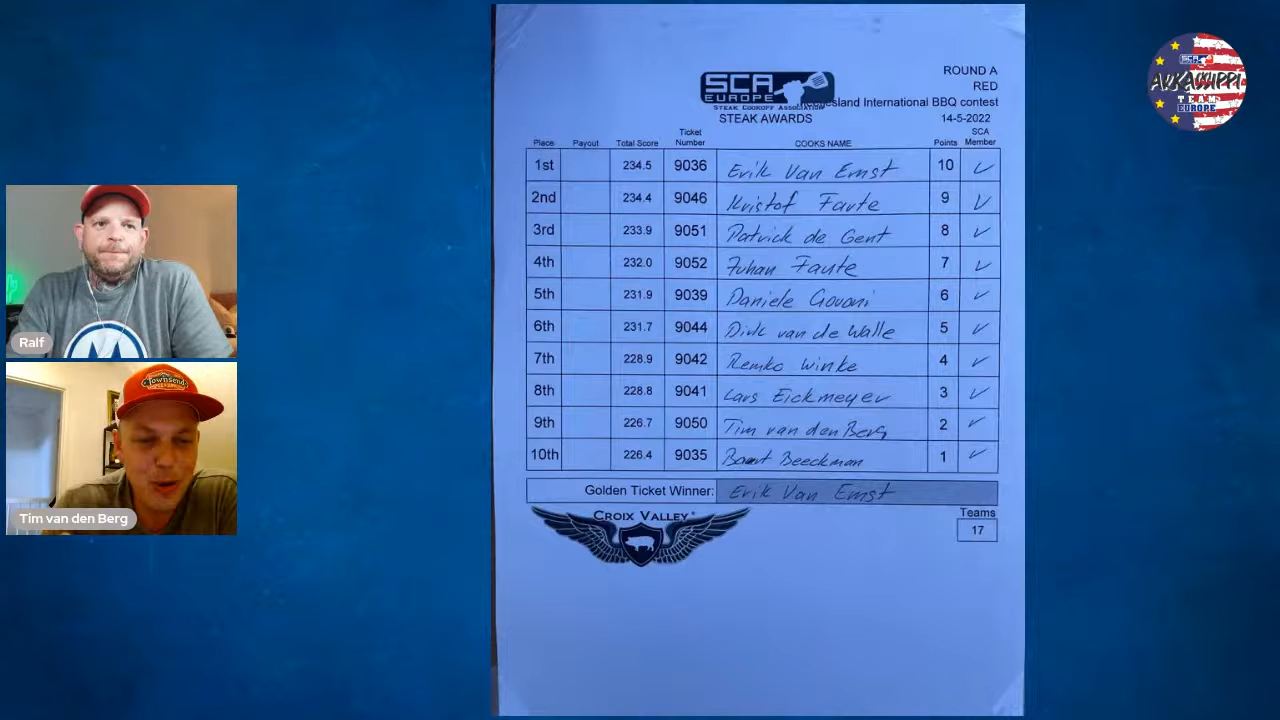 SCA
EUROPE
STEAK COOKOFF ASSOCIATION
STEAK AWARDS
ROUND A
RED
International BBQ contest
14-5-2022
Place Payout Total Score Ticket Number COOKS NAME Points SCA Member
1st 234.5 9036 Erik Van Emst 10 ✓
2nd 234.4 9046 Kristof Faute 9 ✓
3rd 233.9 9051 Patrick de Gent 8 ✓
4th 232.0 9052 Faute 7 ✓
5th 231.9 9039 Daniele Govoni 6 ✓
6th 231.7 9044 Dirk van de Walle 5 ✓
7th 228.9 9042 Remko Winke 4 ✓
8th 228.8 9041 Lars Eickmeyer 3 ✓
9th 226.7 9050 Tim van den Berg 2 ✓
10th 226.4 9035 Beeckman 1 ✓
Golden Ticket Winner: Erik Van Emst
CROIX VALLEY
Teams
17
Ralf
Townsend
Tim van den Berg
SCA
ARKASSIPPI
TEAM
EUROPE